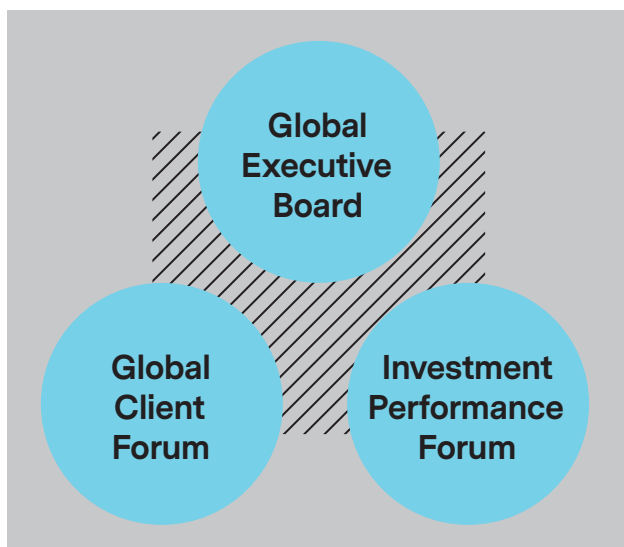 Global
Executive
Board
Global
Client
Forum
Investment
Performance
Forum